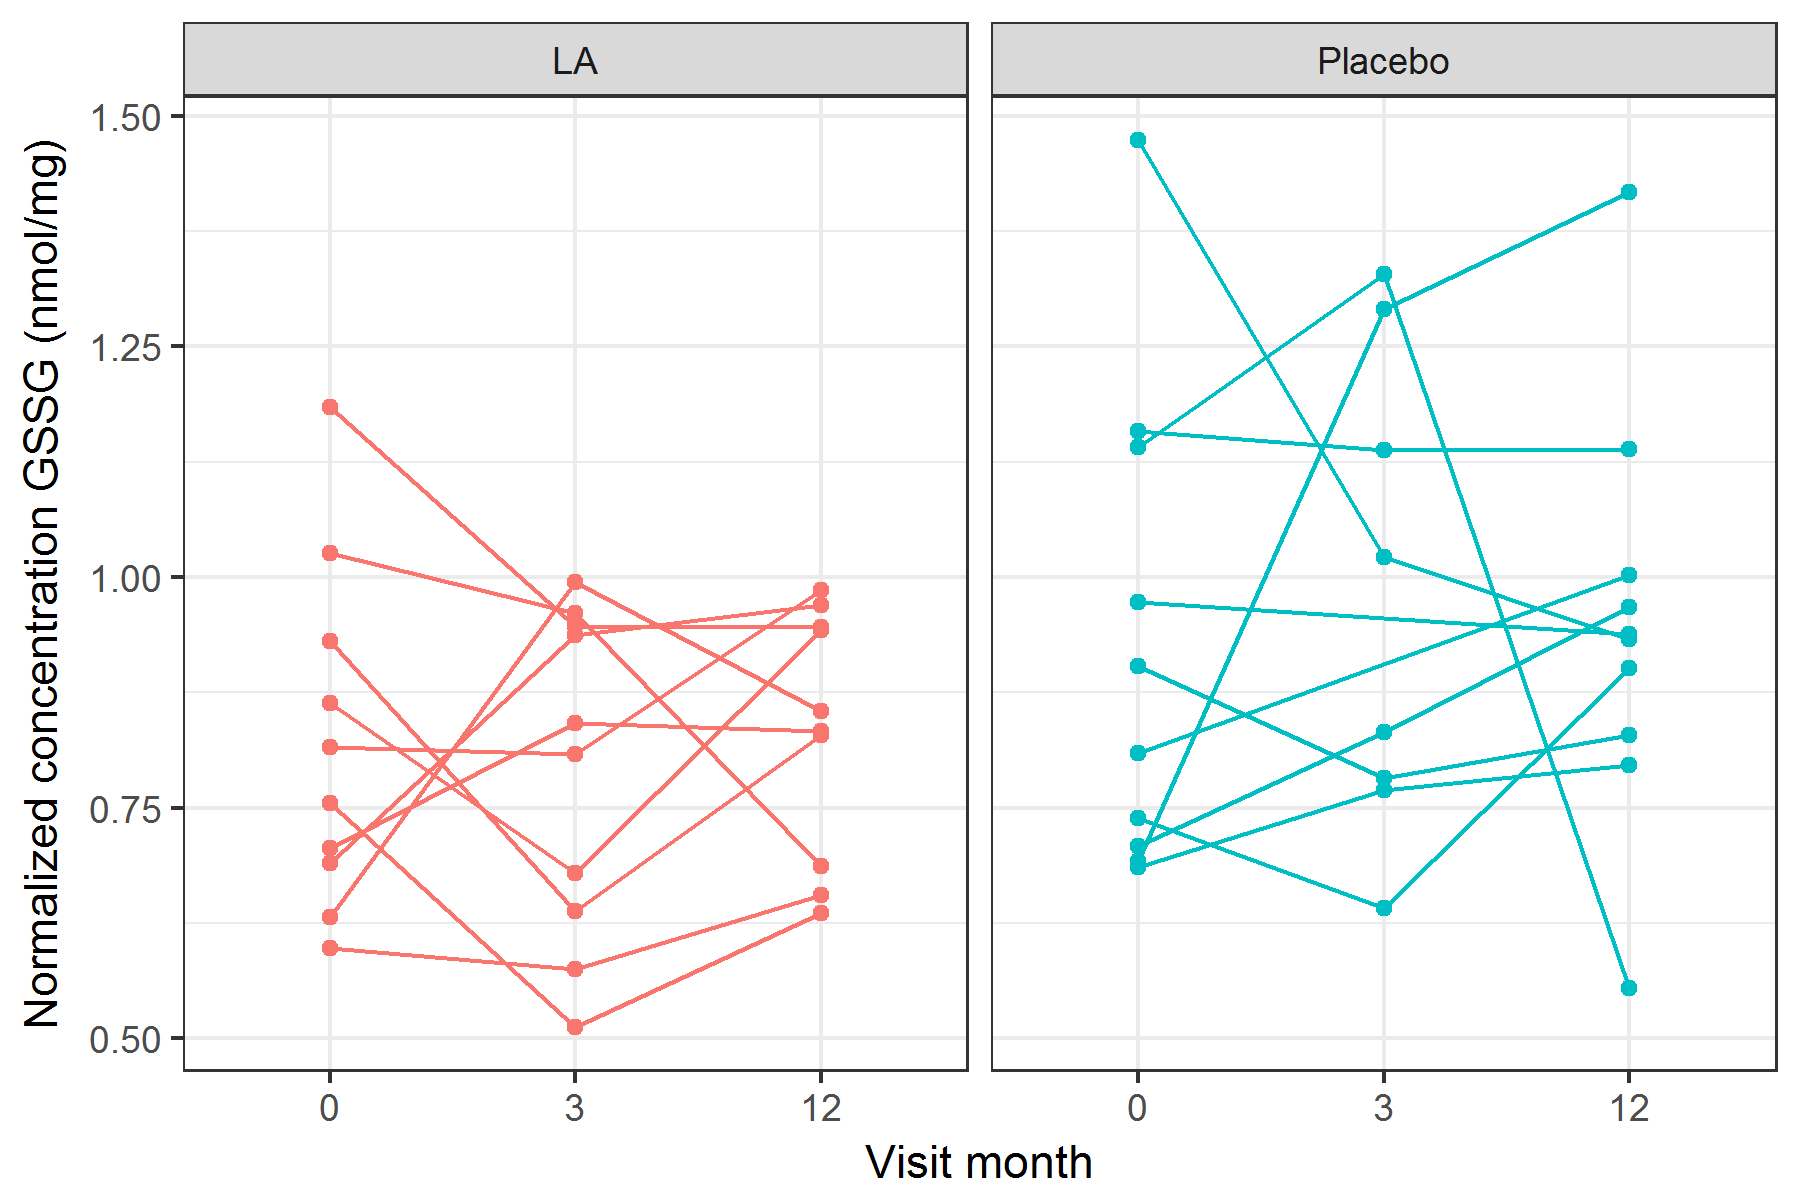 LA
Placebo
Normalized concentration GSSG (nmol/mg)
1.50
1.25
1.00
0.75
0.50
0
3
12
0
3
12
Visit month